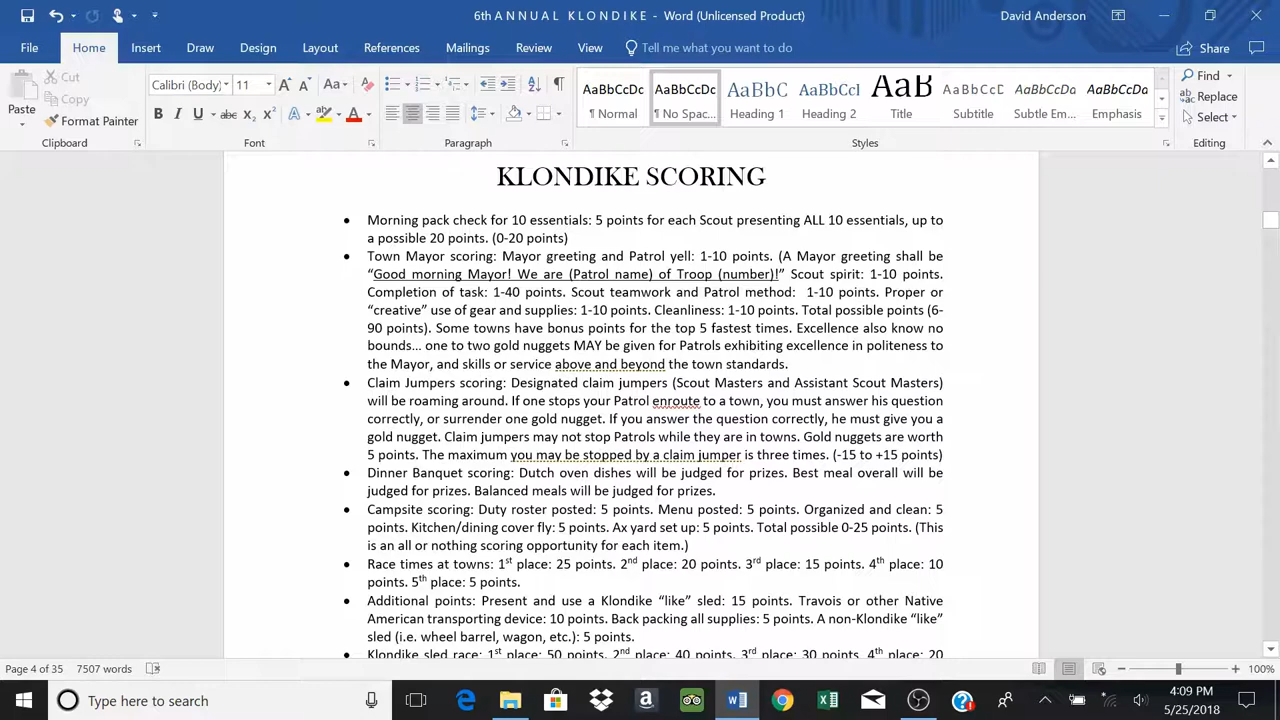 6th A N N U A L  K L O N D I K E  -  Word (Unlicensed Product)
David Anderson
File Home Insert Draw Design Layout References Mailings Review View Tell me what you want to do Share
Paste
Cut
Copy
Format Painter
Calibri (Body) 11
Aa
B I U abc X₂ X² A A
AaBbCcDc AaBbCcDc AaBbC AaBbCcI AaB AaBbCcD AaBbCcDa AaBbCcDa
¶ Normal ¶ No Spac... Heading 1 Heading 2 Title Subtitle Subtle Em... Emphasis
Find
Replace
Select
Clipboard Font Paragraph Styles Editing
KLONDIKE SCORING
• Morning pack check for 10 essentials: 5 points for each Scout presenting ALL 10 essentials, up to
a possible 20 points. (0-20 points)
• Town Mayor scoring: Mayor greeting and Patrol yell: 1-10 points. (A Mayor greeting shall be
“Good morning Mayor! We are (Patrol name) of Troop (number)!” Scout spirit: 1-10 points.
Completion of task: 1-40 points. Scout teamwork and Patrol method: 1-10 points. Proper or
“creative” use of gear and supplies: 1-10 points. Cleanliness: 1-10 points. Total possible points (6-
90 points). Some towns have bonus points for the top 5 fastest times. Excellence also know no
bounds... one to two gold nuggets MAY be given for Patrols exhibiting excellence in politeness to
the Mayor, and skills or service above and beyond the town standards.
• Claim Jumpers scoring: Designated claim jumpers (Scout Masters and Assistant Scout Masters)
will be roaming around. If one stops your Patrol enroute to a town, you must answer his question
correctly, or surrender one gold nugget. If you answer the question correctly, he must give you a
gold nugget. Claim jumpers may not stop Patrols while they are in towns. Gold nuggets are worth
5 points. The maximum you may be stopped by a claim jumper is three times. (-15 to +15 points)
• Dinner Banquet scoring: Dutch oven dishes will be judged for prizes. Best meal overall will be
judged for prizes. Balanced meals will be judged for prizes.
• Campsite scoring: Duty roster posted: 5 points. Menu posted: 5 points. Organized and clean: 5
points. Kitchen/dining cover fly: 5 points. Ax yard set up: 5 points. Total possible 0-25 points. (This
is an all or nothing scoring opportunity for each item.)
• Race times at towns: 1st place: 25 points. 2nd place: 20 points. 3rd place: 15 points. 4th place: 10
points. 5th place: 5 points.
• Additional points: Present and use a Klondike “like” sled: 15 points. Travois or other Native
American transporting device: 10 points. Back packing all supplies: 5 points. A non-Klondike “like”
sled (i.e. wheel barrel, wagon, etc.): 5 points.
• Klondike sled race: 1st place: 50 points. 2nd place: 40 points. 3rd place: 30 points. 4th place: 20
Page 4 of 35 7507 words 100%
Type here to search
4:09 PM
5/25/2018